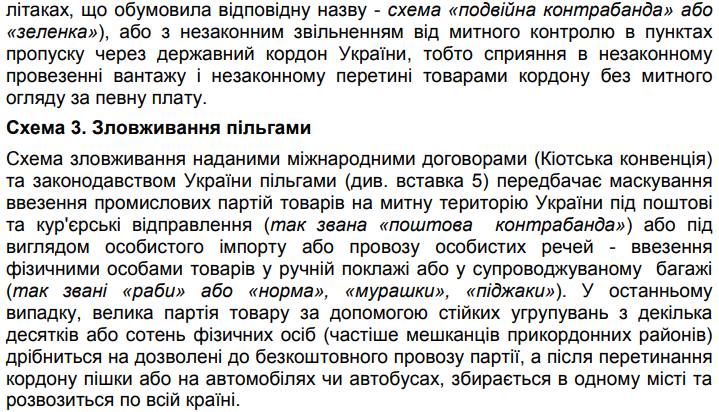 літаках, що обумовила відповідну назву - схема «подвійна контрабанда» або
«зеленка»), або з незаконним звільненням від митного контролю в пунктах
пропуску через державний кордон України, тобто сприяння в незаконному
провезенні вантажу і незаконному перетині товарами кордону без митного
огляду за певну плату.
Схема 3. Зловживання пільгами
Схема зловживання наданими міжнародними договорами (Кіотська конвенція)
та законодавством України пільгами (див. вставка 5) передбачає маскування
ввезення промислових партій товарів на митну територію України під поштові
та кур'єрські відправлення (так звана «поштова контрабанда») або під
виглядом особистого імпорту або провозу особистих речей - ввезення
фізичними особами товарів у ручній поклажі або у супроводжуваному багажі
(так звані «раби» або «норма», «мурашки», «піджаки»). У останньому
випадку, велика партія товару за допомогою стійких угрупувань з декілька
десятків або сотень фізичних осіб (частіше мешканців прикордонних районів)
дрібниться на дозволені до безкоштовного провозу партії, а після перетинання
кордону пішки або на автомобілях чи автобусах, збирається в одному місті та
розвозиться по всій країні.